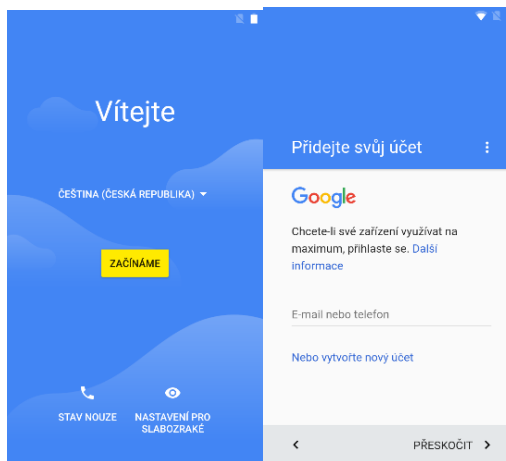 Vítejte
ČEŠTINA (ČESKÁ REPUBLIKA)
ZAČÍNÁME
STAV NOUZE
NASTAVENÍ PRO
SLABOZRAKÉ
Přidejte svůj účet
Google
Chcete-li své zařízení využívat na
maximum, přihlaste se. Další
informace
E-mail nebo telefon
Nebo vytvořte nový účet
PŘESKOČIT